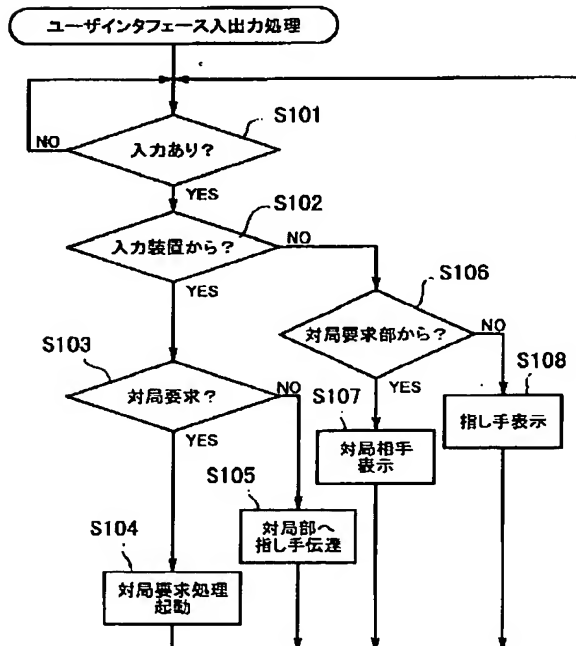 ユーザインタフェース入出力処理
S101
NO
入力あり?
YES
S102
入力装置から?
NO
YES
S106
対局要求部から?
NO
S103
対局要求?
NO
YES
S107
YES
S108
指し手表示
対局相手
表示
S105
対局部へ
指し手伝達
S104
対局要求処理
起動